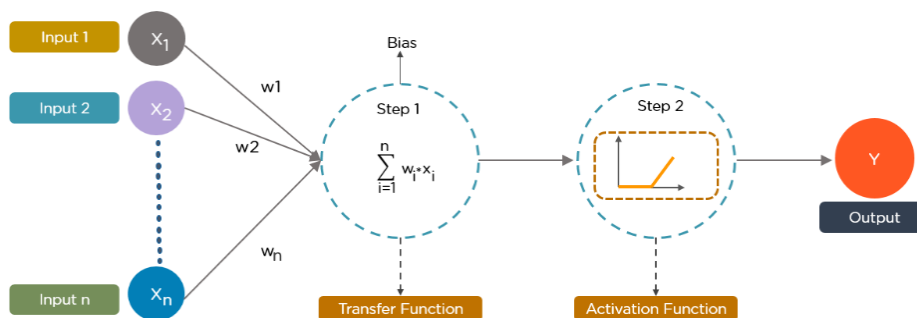 Input 1
X1
Input 2
X2
Input n
Xn
w1
w2
wn
Bias
Step 1
n
∑ wi*xi
i=1
Transfer Function
Step 2
Activation Function
Y
Output